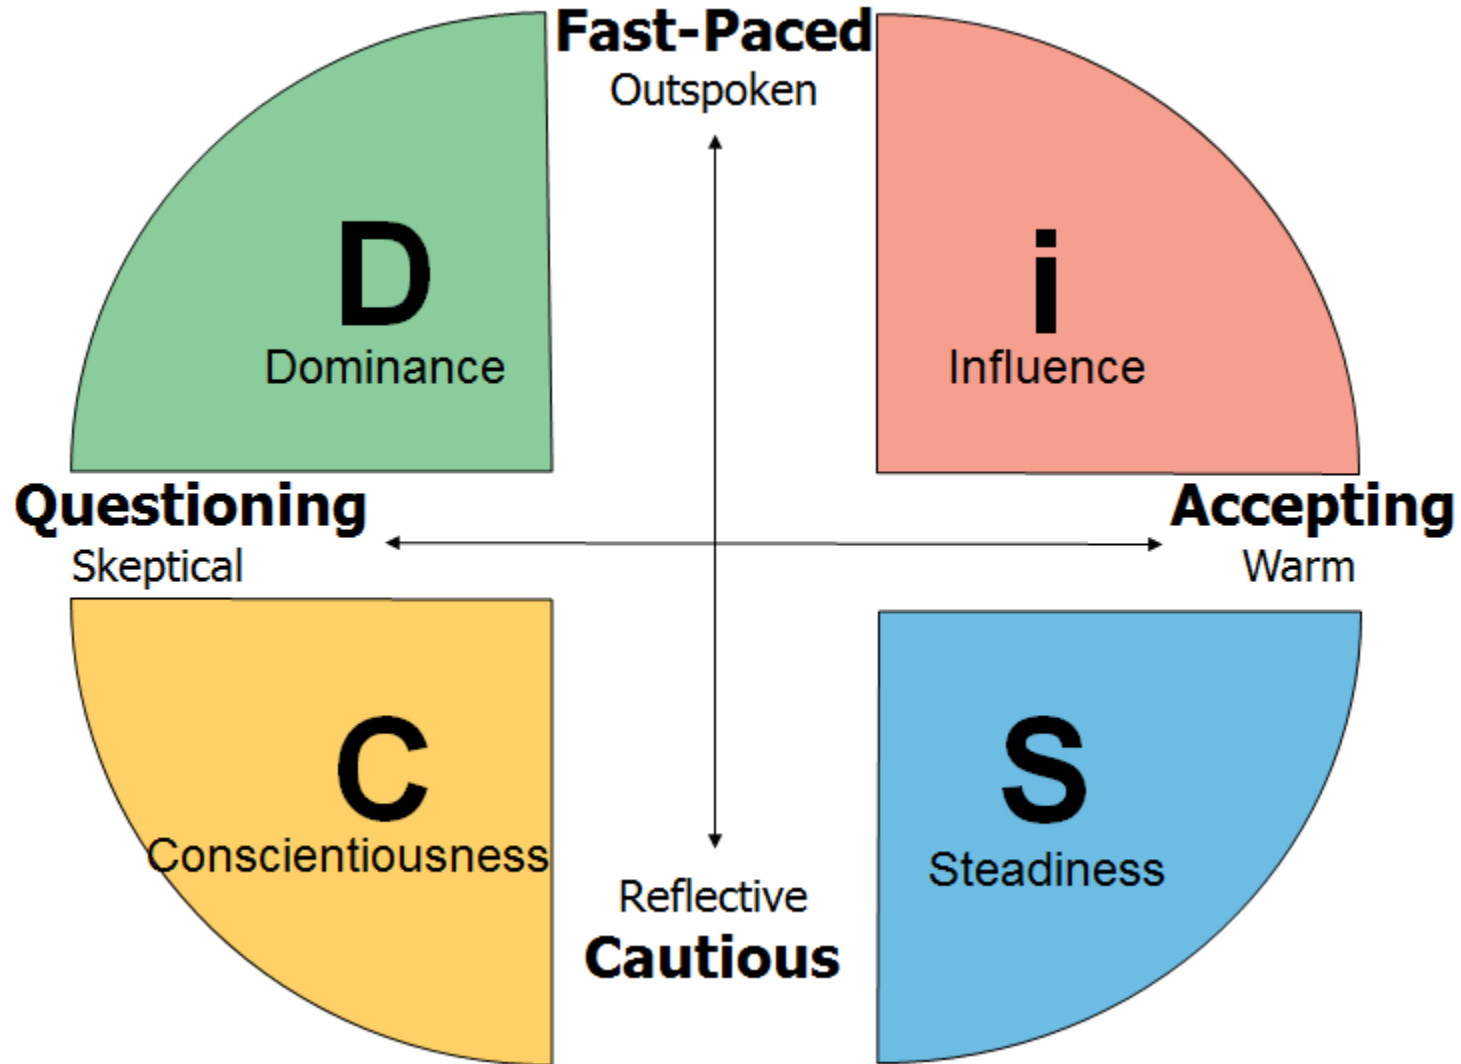 Fast-Paced
Outspoken
D
Dominance
i
Influence
Questioning
Skeptical
Accepting
Warm
C
Conscientiousness
S
Steadiness
Reflective
Cautious